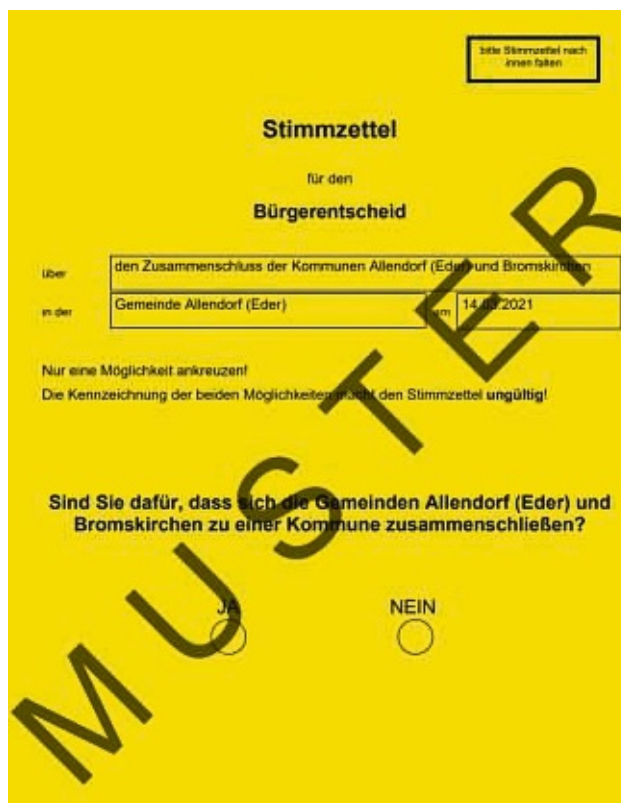 bitte Stimmzettel nach
innen falten
Stimmzettel
für den
Bürgerentscheid
über den Zusammenschluss der Kommunen Allendorf (Eder) und Bromskirchen
in der Gemeinde Allendorf (Eder) am 14.03.2021
Nur eine Möglichkeit ankreuzen!
Die Kennzeichnung der beiden Möglichkeiten macht den Stimmzettel ungültig!
Sind Sie dafür, dass sich die Gemeinden Allendorf (Eder) und
Bromskirchen zu einer Kommune zusammenschließen?
JA NEIN
MUSTER